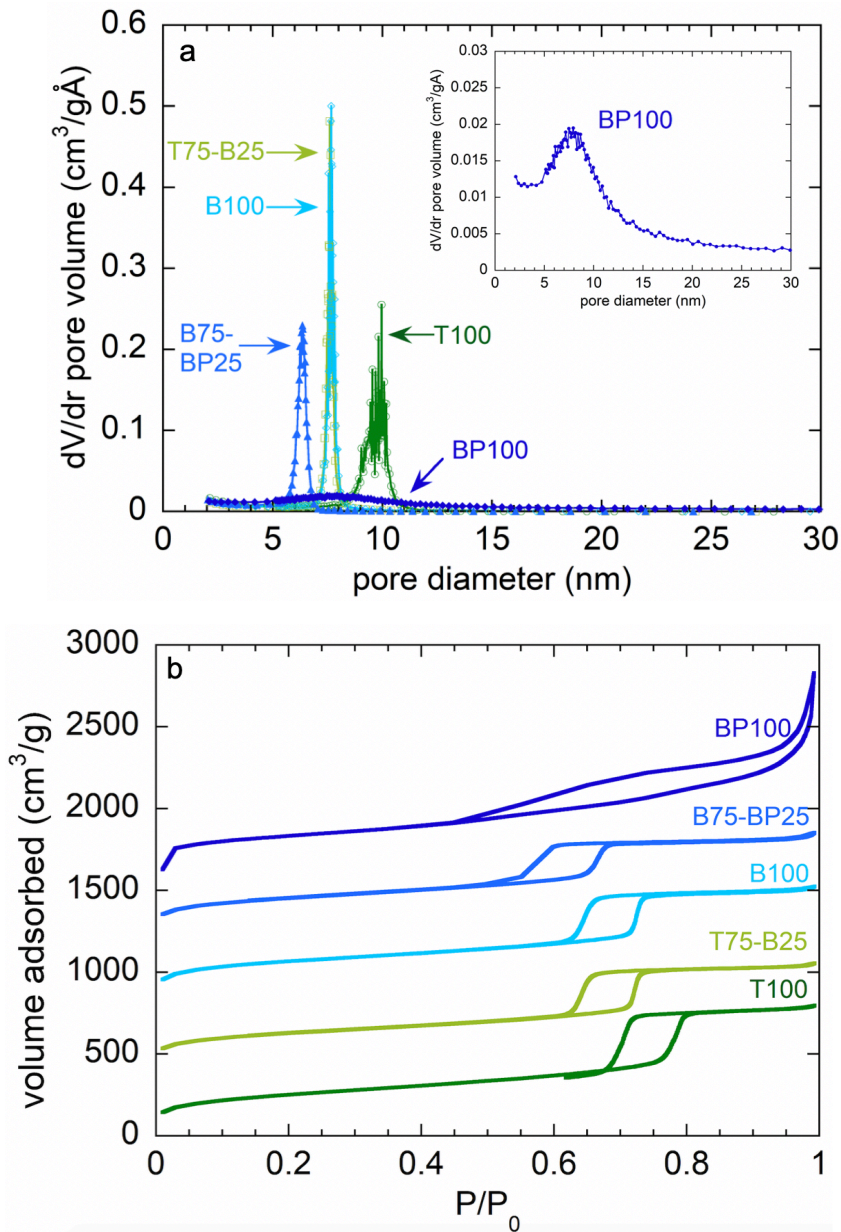 a
0.6
0.5
0.4
0.3
0.2
0.1
0
dV/dr pore volume (cm³/gÅ)
T75-B25
B100
B75-
BP25
T100
BP100
0 5 10 15 20 25 30
pore diameter (nm)
0.03
0.025
0.02
0.015
0.01
0.005
0
dV/dr pore volume (cm³/gA)
BP100
0 5 10 15 20 25 30
pore diameter (nm)
b
3000
2500
2000
1500
1000
500
0
volume adsorbed (cm³/g)
BP100
B75-BP25
B100
T75-B25
T100
0 0.2 0.4 0.6 0.8 1
P/P₀